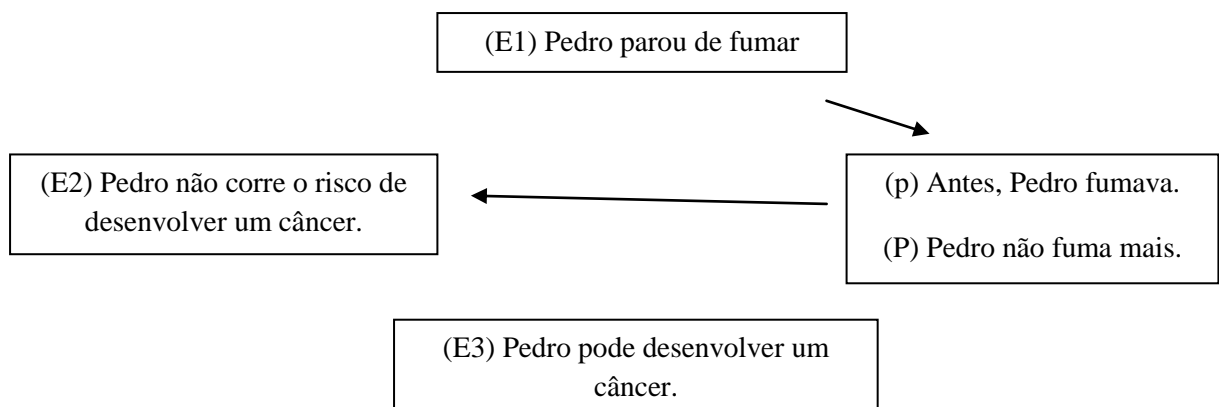 (E1) Pedro parou de fumar
(E2) Pedro não corre o risco de
desenvolver um câncer.
(p) Antes, Pedro fumava.
(P) Pedro não fuma mais.
(E3) Pedro pode desenvolver um
câncer.